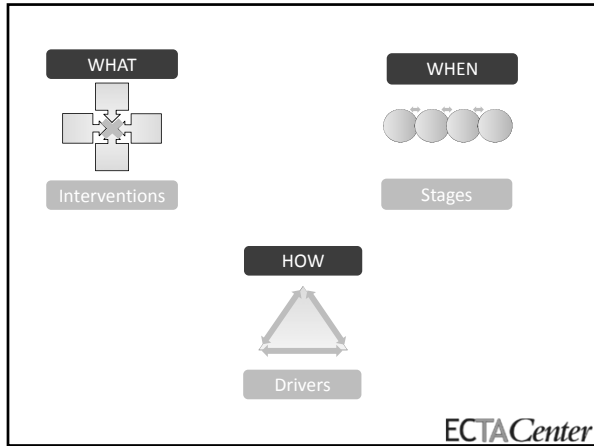 WHAT
Interventions
WHEN
Stages
HOW
Drivers
ECTACenter